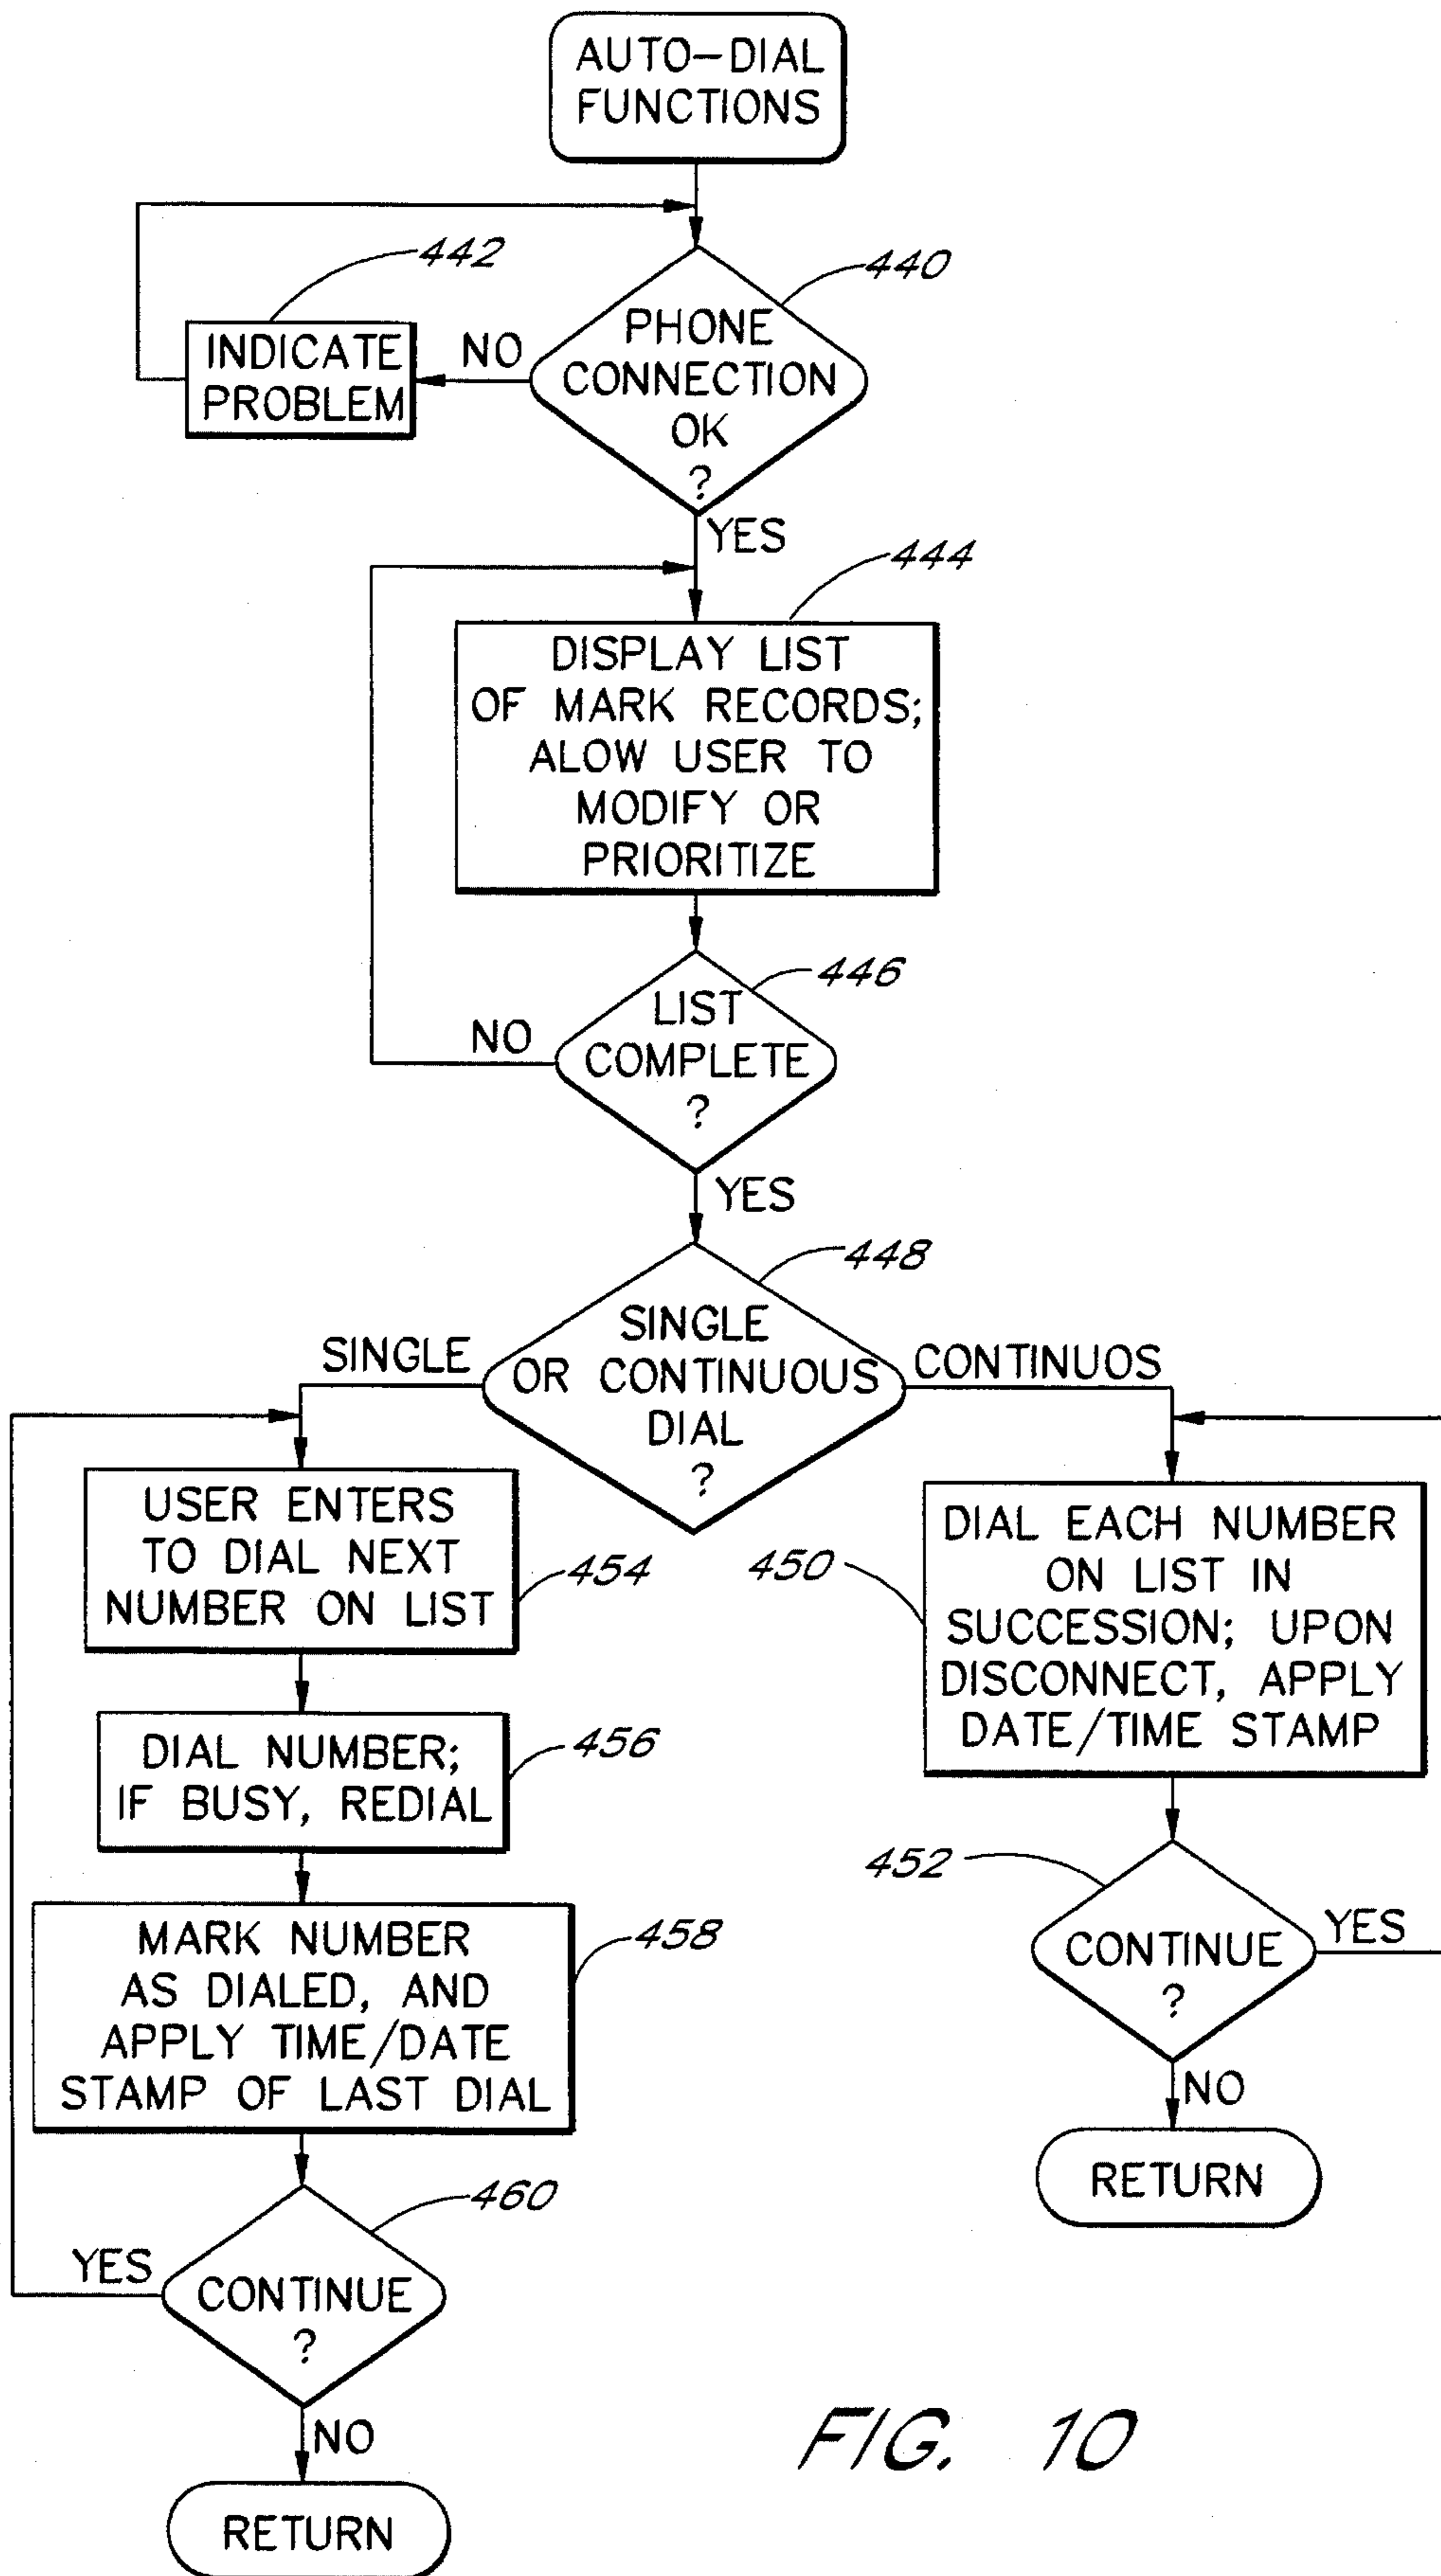 AUTO-DIAL
FUNCTIONS
442
440
PHONE
CONNECTION
OK
?
NO
INDICATE
PROBLEM
YES
444
DISPLAY LIST
OF MARK RECORDS;
ALOW USER TO
MODIFY OR
PRIORITIZE
446
LIST
COMPLETE
?
NO
YES
448
SINGLE
OR CONTINUOUS
DIAL
?
SINGLE
CONTINUOS
USER ENTERS
TO DIAL NEXT
NUMBER ON LIST
454
DIAL NUMBER;
IF BUSY, REDIAL
456
MARK NUMBER
AS DIALED, AND
APPLY TIME/DATE
STAMP OF LAST DIAL
458
460
CONTINUE
?
YES
NO
RETURN
450
DIAL EACH NUMBER
ON LIST IN
SUCCESSION; UPON
DISCONNECT, APPLY
DATE/TIME STAMP
452
CONTINUE
?
YES
NO
RETURN
FIG. 10